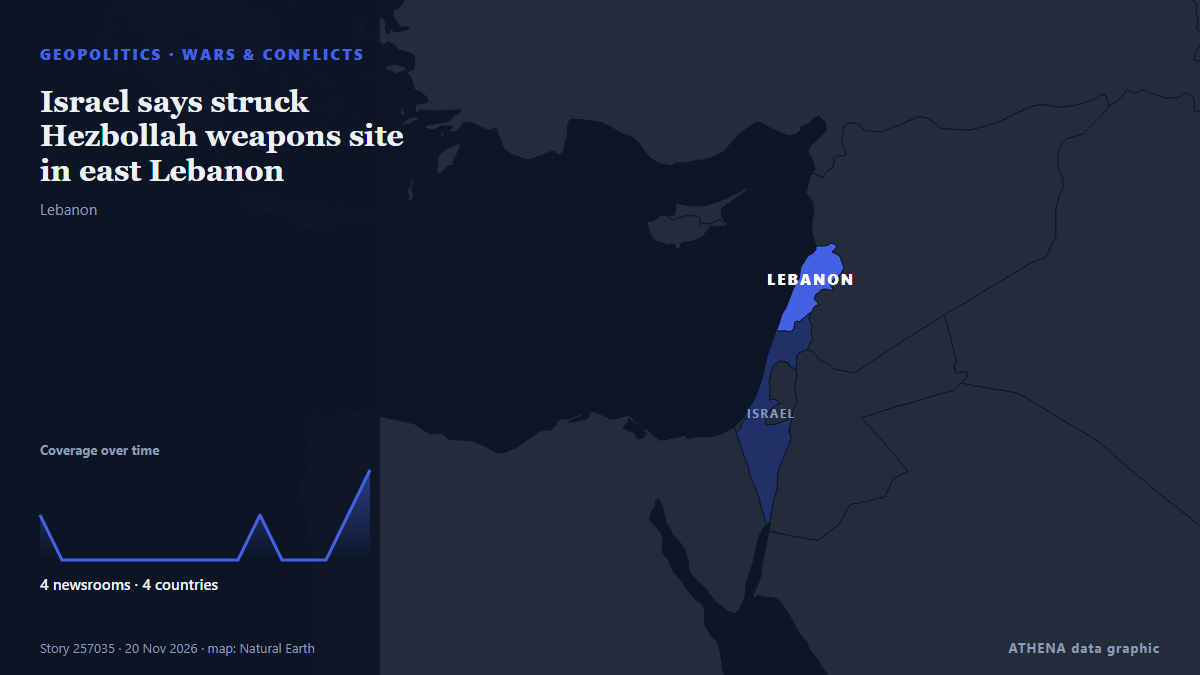 GEOPOLITICS · WARS & CONFLICTS
Israel says struck
Hezbollah weapons site
in east Lebanon
Lebanon
LEBANON
ISRAEL
Coverage over time
4 newsrooms · 4 countries
Story 257035 · 20 Nov 2026 · map: Natural Earth
ATHENA data graphic